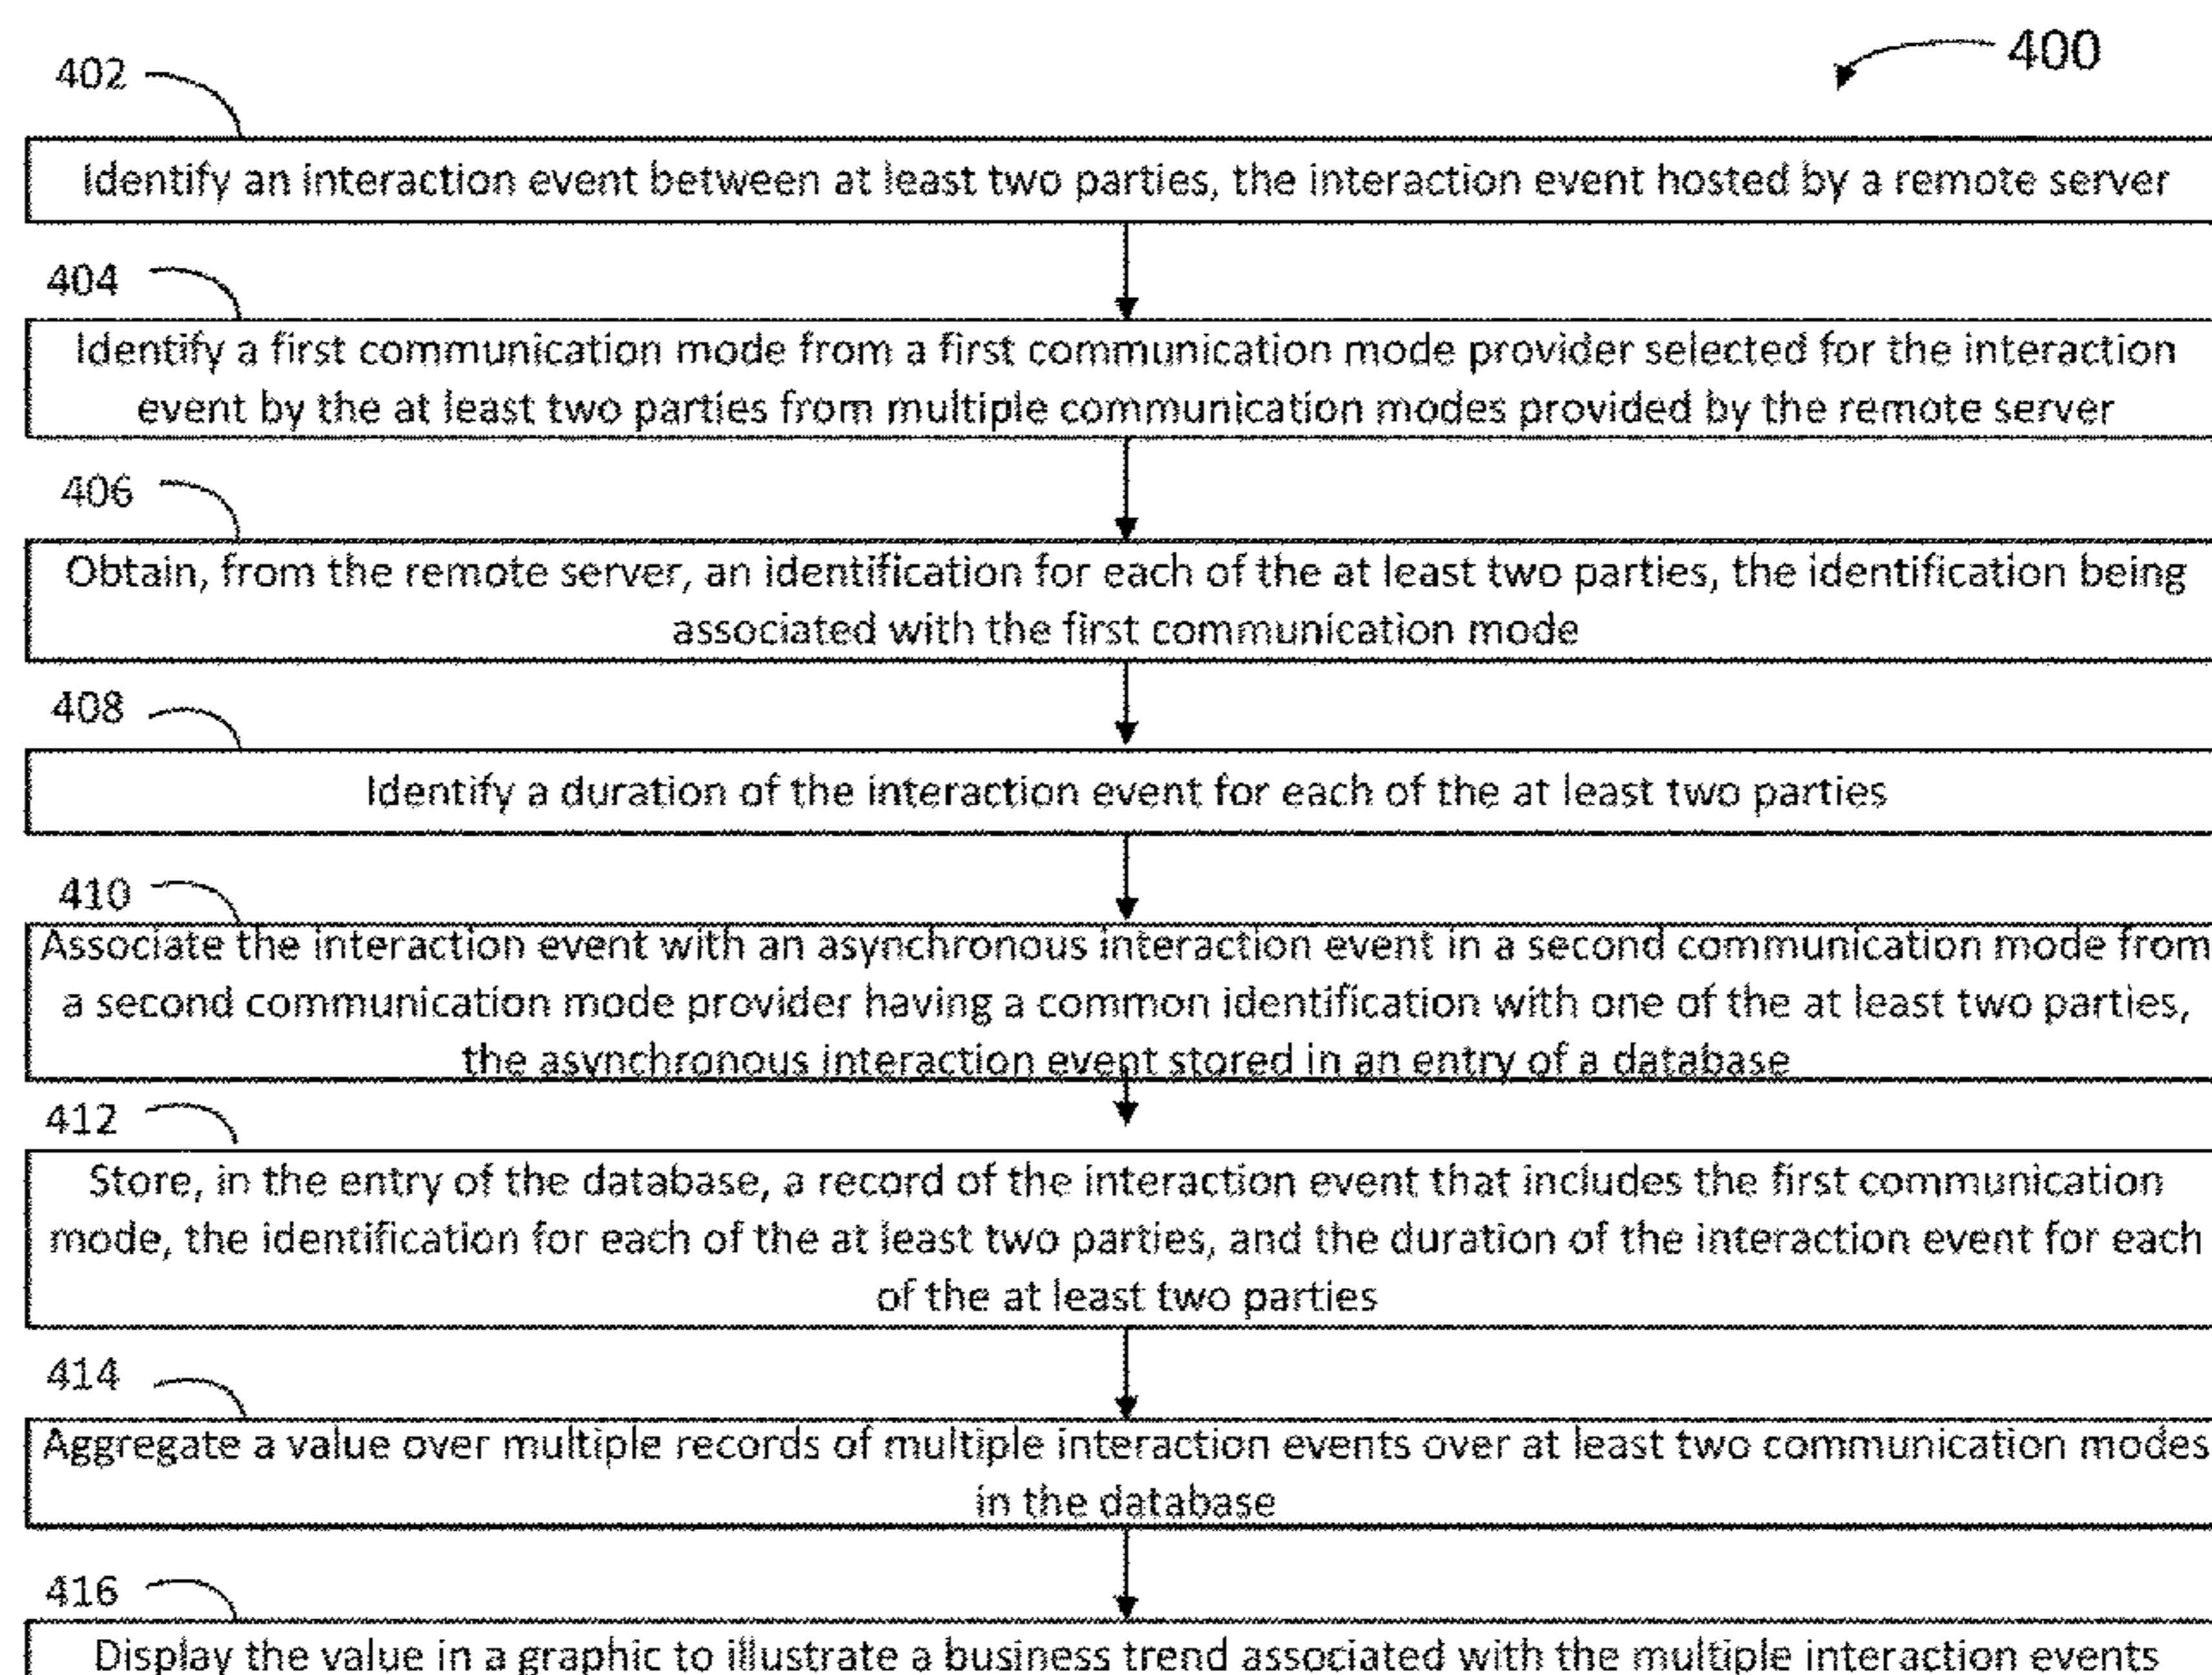 400
402
Identify an interaction event between at least two parties, the interaction event hosted by a remote server
404
Identify a first communication mode from a first communication mode provider selected for the interaction
event by the at least two parties from multiple communication modes provided by the remote server
406
Obtain, from the remote server, an identification for each of the at least two parties, the identification being
associated with the first communication mode
408
Identify a duration of the interaction event for each of the at least two parties
410
Associate the interaction event with an asynchronous interaction event in a second communication mode from
a second communication mode provider having a common identification with one of the at least two parties,
the asynchronous interaction event stored in an entry of a database
412
Store, in the entry of the database, a record of the interaction event that includes the first communication
mode, the identification for each of the at least two parties, and the duration of the interaction event for each
of the at least two parties
414
Aggregate a value over multiple records of multiple interaction events over at least two communication modes
in the database
416
Display the value in a graphic to illustrate a business trend associated with the multiple interaction events